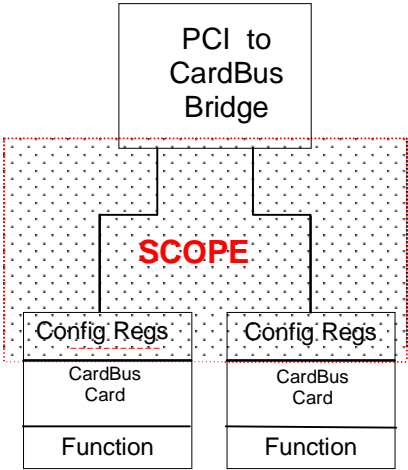 PCI to
CardBus
Bridge
SCOPE
Config Regs
Config Regs
CardBus
Card
CardBus
Card
Function
Function